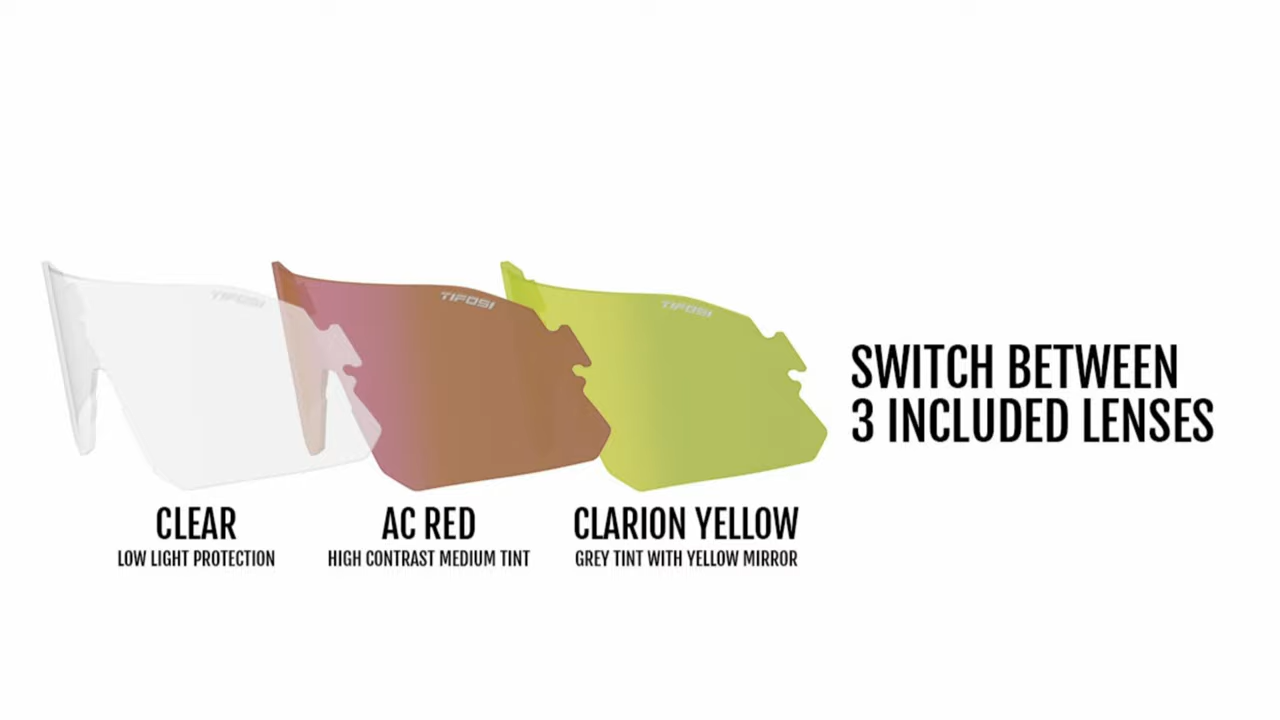 TIFOSI
TIFOSI
TIFOSI
SWITCH BETWEEN
3 INCLUDED LENSES
CLEAR
LOW LIGHT PROTECTION
AC RED
HIGH CONTRAST MEDIUM TINT
CLARION YELLOW
GREY TINT WITH YELLOW MIRROR